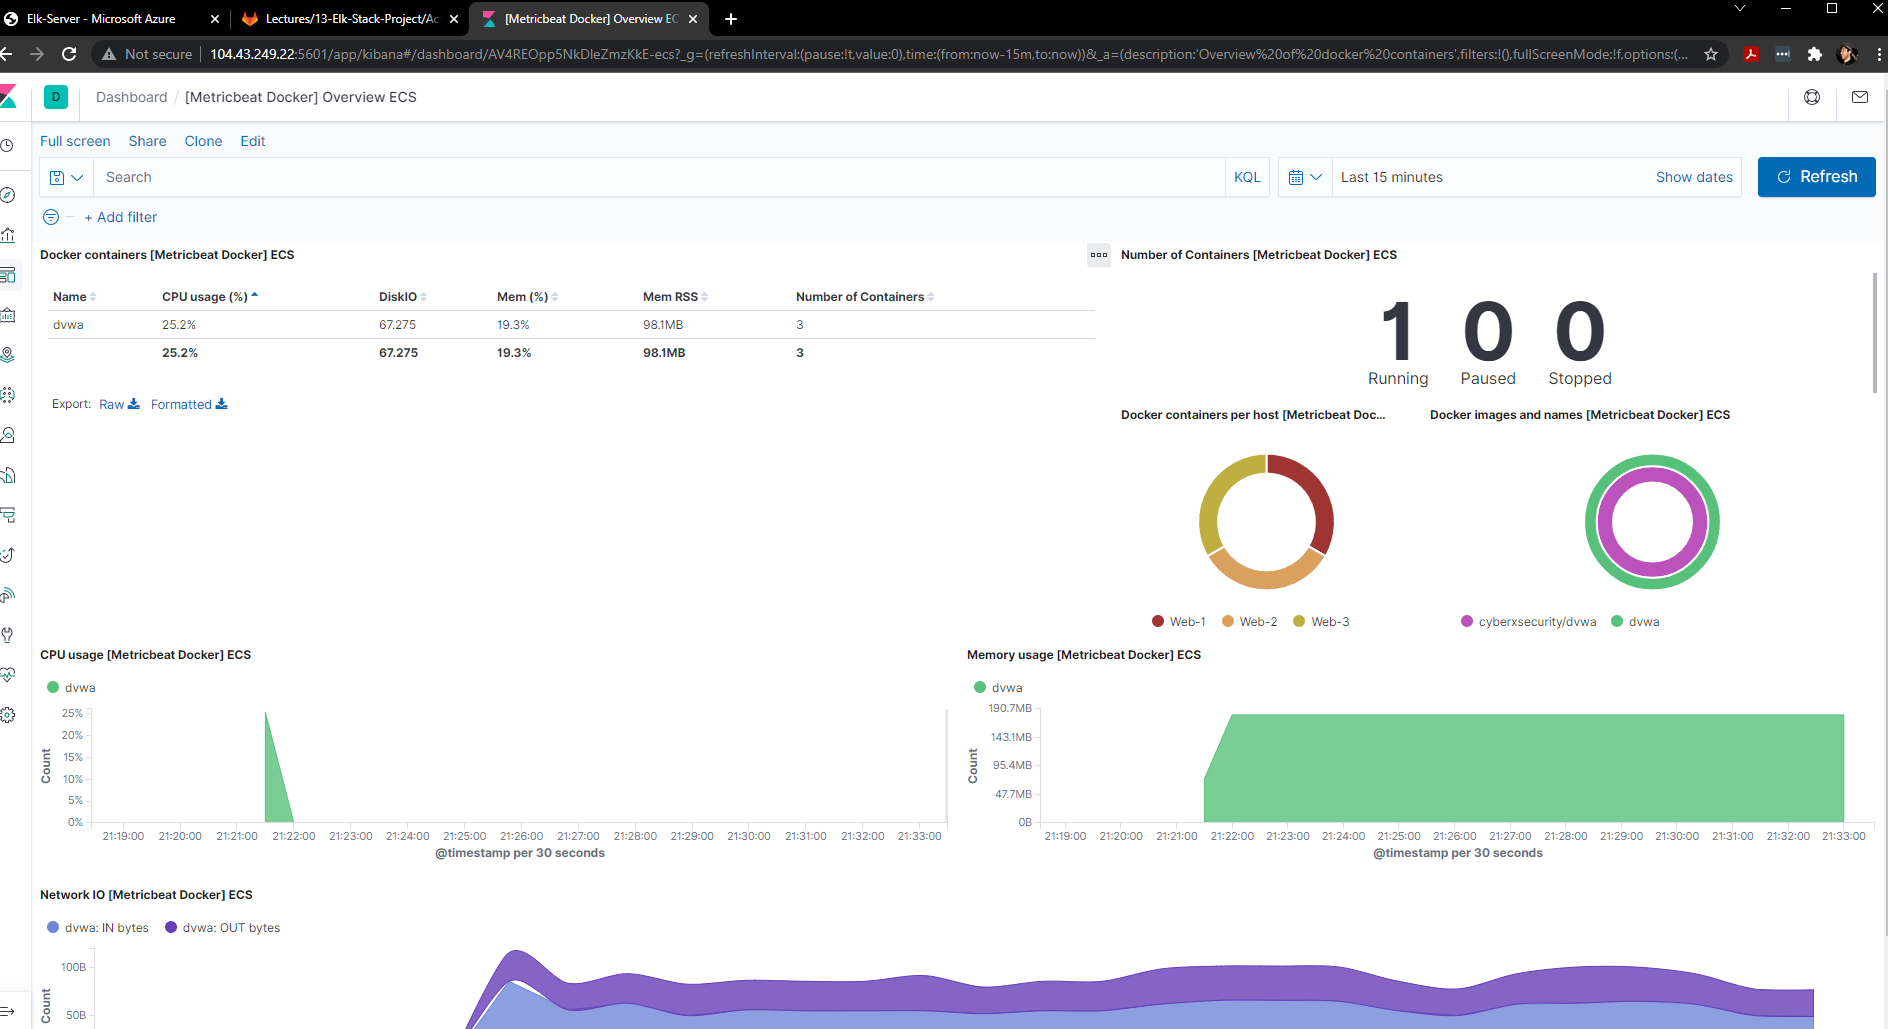 Elk-Server - Microsoft Azure
Lectures/13-Elk-Stack-Project/Ac
[Metricbeat Docker] Overview EC
Not secure
104.43.249.22:5601/app/kibana#/dashboard/AV4REOpp5NkDleZmzKkE-ecs?_g=(refreshInterval:(pause:!t,value:0),time:(from:now-15m,to:now))&_a=(description:'Overview%20of%20docker%20containers',filters:!(),fullScreenMode:!f,options:(...
D
Dashboard / [Metricbeat Docker] Overview ECS
Full screen Share Clone Edit
Search
KQL
Last 15 minutes
Show dates
Refresh
+ Add filter
Docker containers [Metricbeat Docker] ECS
Name CPU usage (%) DiskIO Mem (%) Mem RSS Number of Containers
dvwa 25.2% 67.275 19.3% 98.1MB 3
25.2% 67.275 19.3% 98.1MB 3
Export: Raw Formatted
Number of Containers [Metricbeat Docker] ECS
1 0 0
Running Paused Stopped
Docker containers per host [Metricbeat Doc...
Web-1 Web-2 Web-3
Docker images and names [Metricbeat Docker] ECS
cyberxsecurity/dvwa dvwa
CPU usage [Metricbeat Docker] ECS
dvwa
25%
20%
15%
10%
5%
0%
Count
21:19:00 21:20:00 21:21:00 21:22:00 21:23:00 21:24:00 21:25:00 21:26:00 21:27:00 21:28:00 21:29:00 21:30:00 21:31:00 21:32:00 21:33:00
@timestamp per 30 seconds
Memory usage [Metricbeat Docker] ECS
dvwa
190.7MB
143.1MB
95.4MB
47.7MB
0B
Count
21:19:00 21:20:00 21:21:00 21:22:00 21:23:00 21:24:00 21:25:00 21:26:00 21:27:00 21:28:00 21:29:00 21:30:00 21:31:00 21:32:00 21:33:00
@timestamp per 30 seconds
Network IO [Metricbeat Docker] ECS
dvwa: IN bytes dvwa: OUT bytes
100B
50B
Count